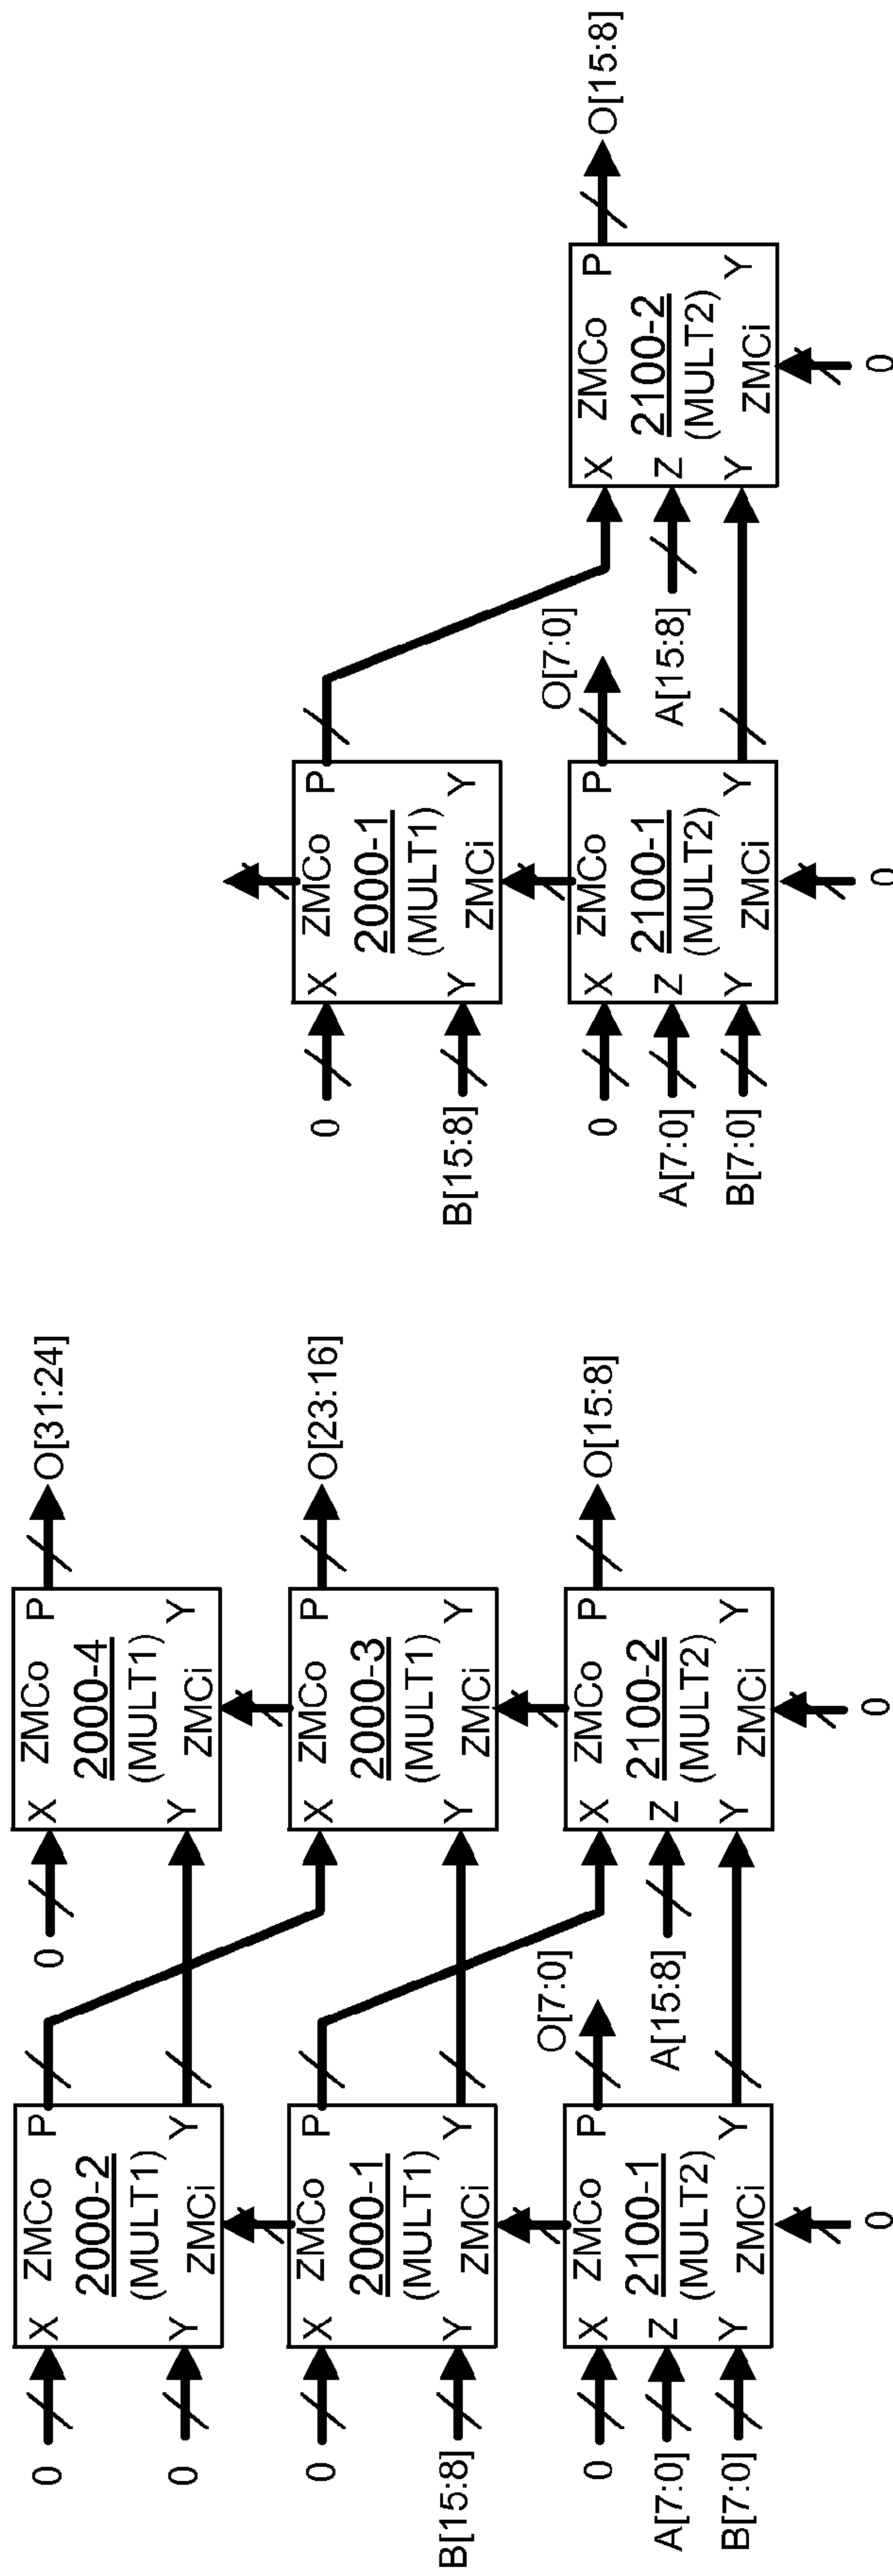 0
X ZMCo P
2000-2
(MULT1)
0
Y ZMCi Y
0
X ZMCo P
2000-4
(MULT1)
Y ZMCi Y
O[31:24]
0
X ZMCo P
2000-1
(MULT1)
B[15:8]
Y ZMCi Y
X ZMCo P
2000-3
(MULT1)
Y ZMCi Y
O[23:16]
0
X ZMCo P
A[7:0]
Z 2100-1
(MULT2)
B[7:0]
Y ZMCi Y
0
O[7:0]
A[15:8]
X ZMCo P
Z 2100-2
(MULT2)
Y ZMCi Y
0
O[15:8]
0
X ZMCo P
2000-1
(MULT1)
B[15:8]
Y ZMCi Y
0
X ZMCo P
A[7:0]
Z 2100-1
(MULT2)
B[7:0]
Y ZMCi Y
0
O[7:0]
A[15:8]
X ZMCo P
Z 2100-2
(MULT2)
Y ZMCi Y
0
O[15:8]